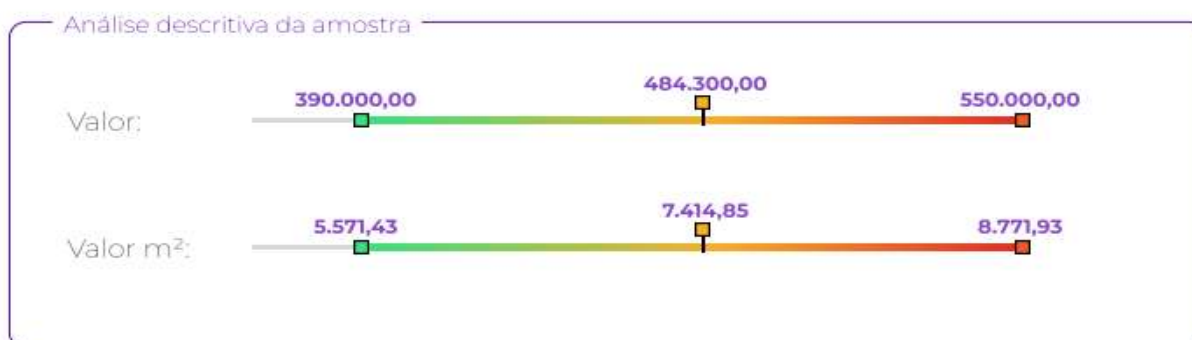 Análise descritiva da amostra
484.300,00
390.000,00
550.000,00
Valor:
7.414,85
5.571,43
8.771,93
Valor m²: